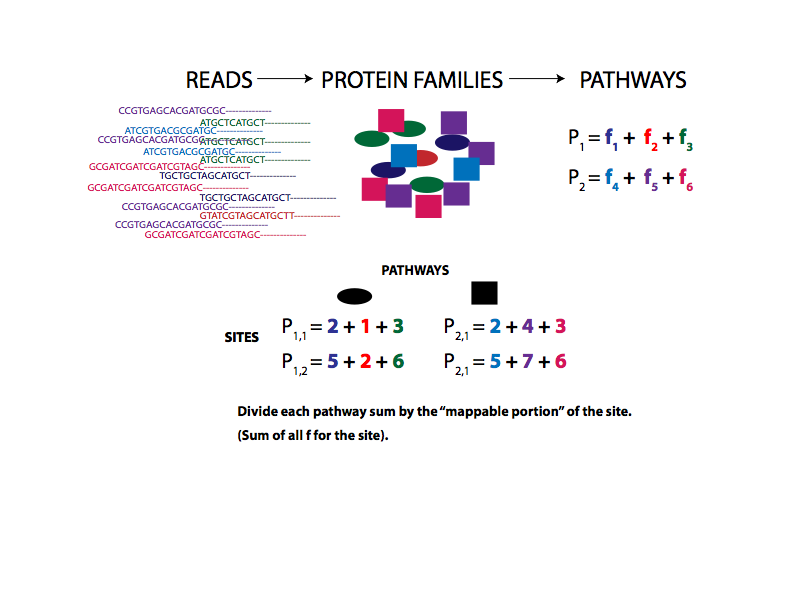 READS → PROTEIN FAMILIES → PATHWAYS
CCGTGAGCACGATGCGC--------------
ATGCTCATGCT--------------
ATCGTGACGCGATGC--------------
CCGTGAGCACGATGCGC
ATGCTCATGCT--------------
ATCGTGACGCGATGC--------------
ATGCTCATGCT--------------
GCGATCGATCGATCGTAGC--------------
TGCTGCTAGCATGCT--------------
GCGATCGATCGATCGTAGC--------------
TGCTGCTAGCATGCT--------------
CCGTGAGCACGATGCGC--------------
GTATCGTAGCATGCTT--------------
CCGTGAGCACGATGCGC--------------
GCGATCGATCGATCGTAGC--------------
P1 = f1 + f2 + f3
P2 = f4 + f5 + f6
PATHWAYS
SITES
P1,1 = 2 + 1 + 3
P2,1 = 2 + 4 + 3
P1,2 = 5 + 2 + 6
P2,1 = 5 + 7 + 6
Divide each pathway sum by the “mappable portion” of the site.
(Sum of all f for the site).